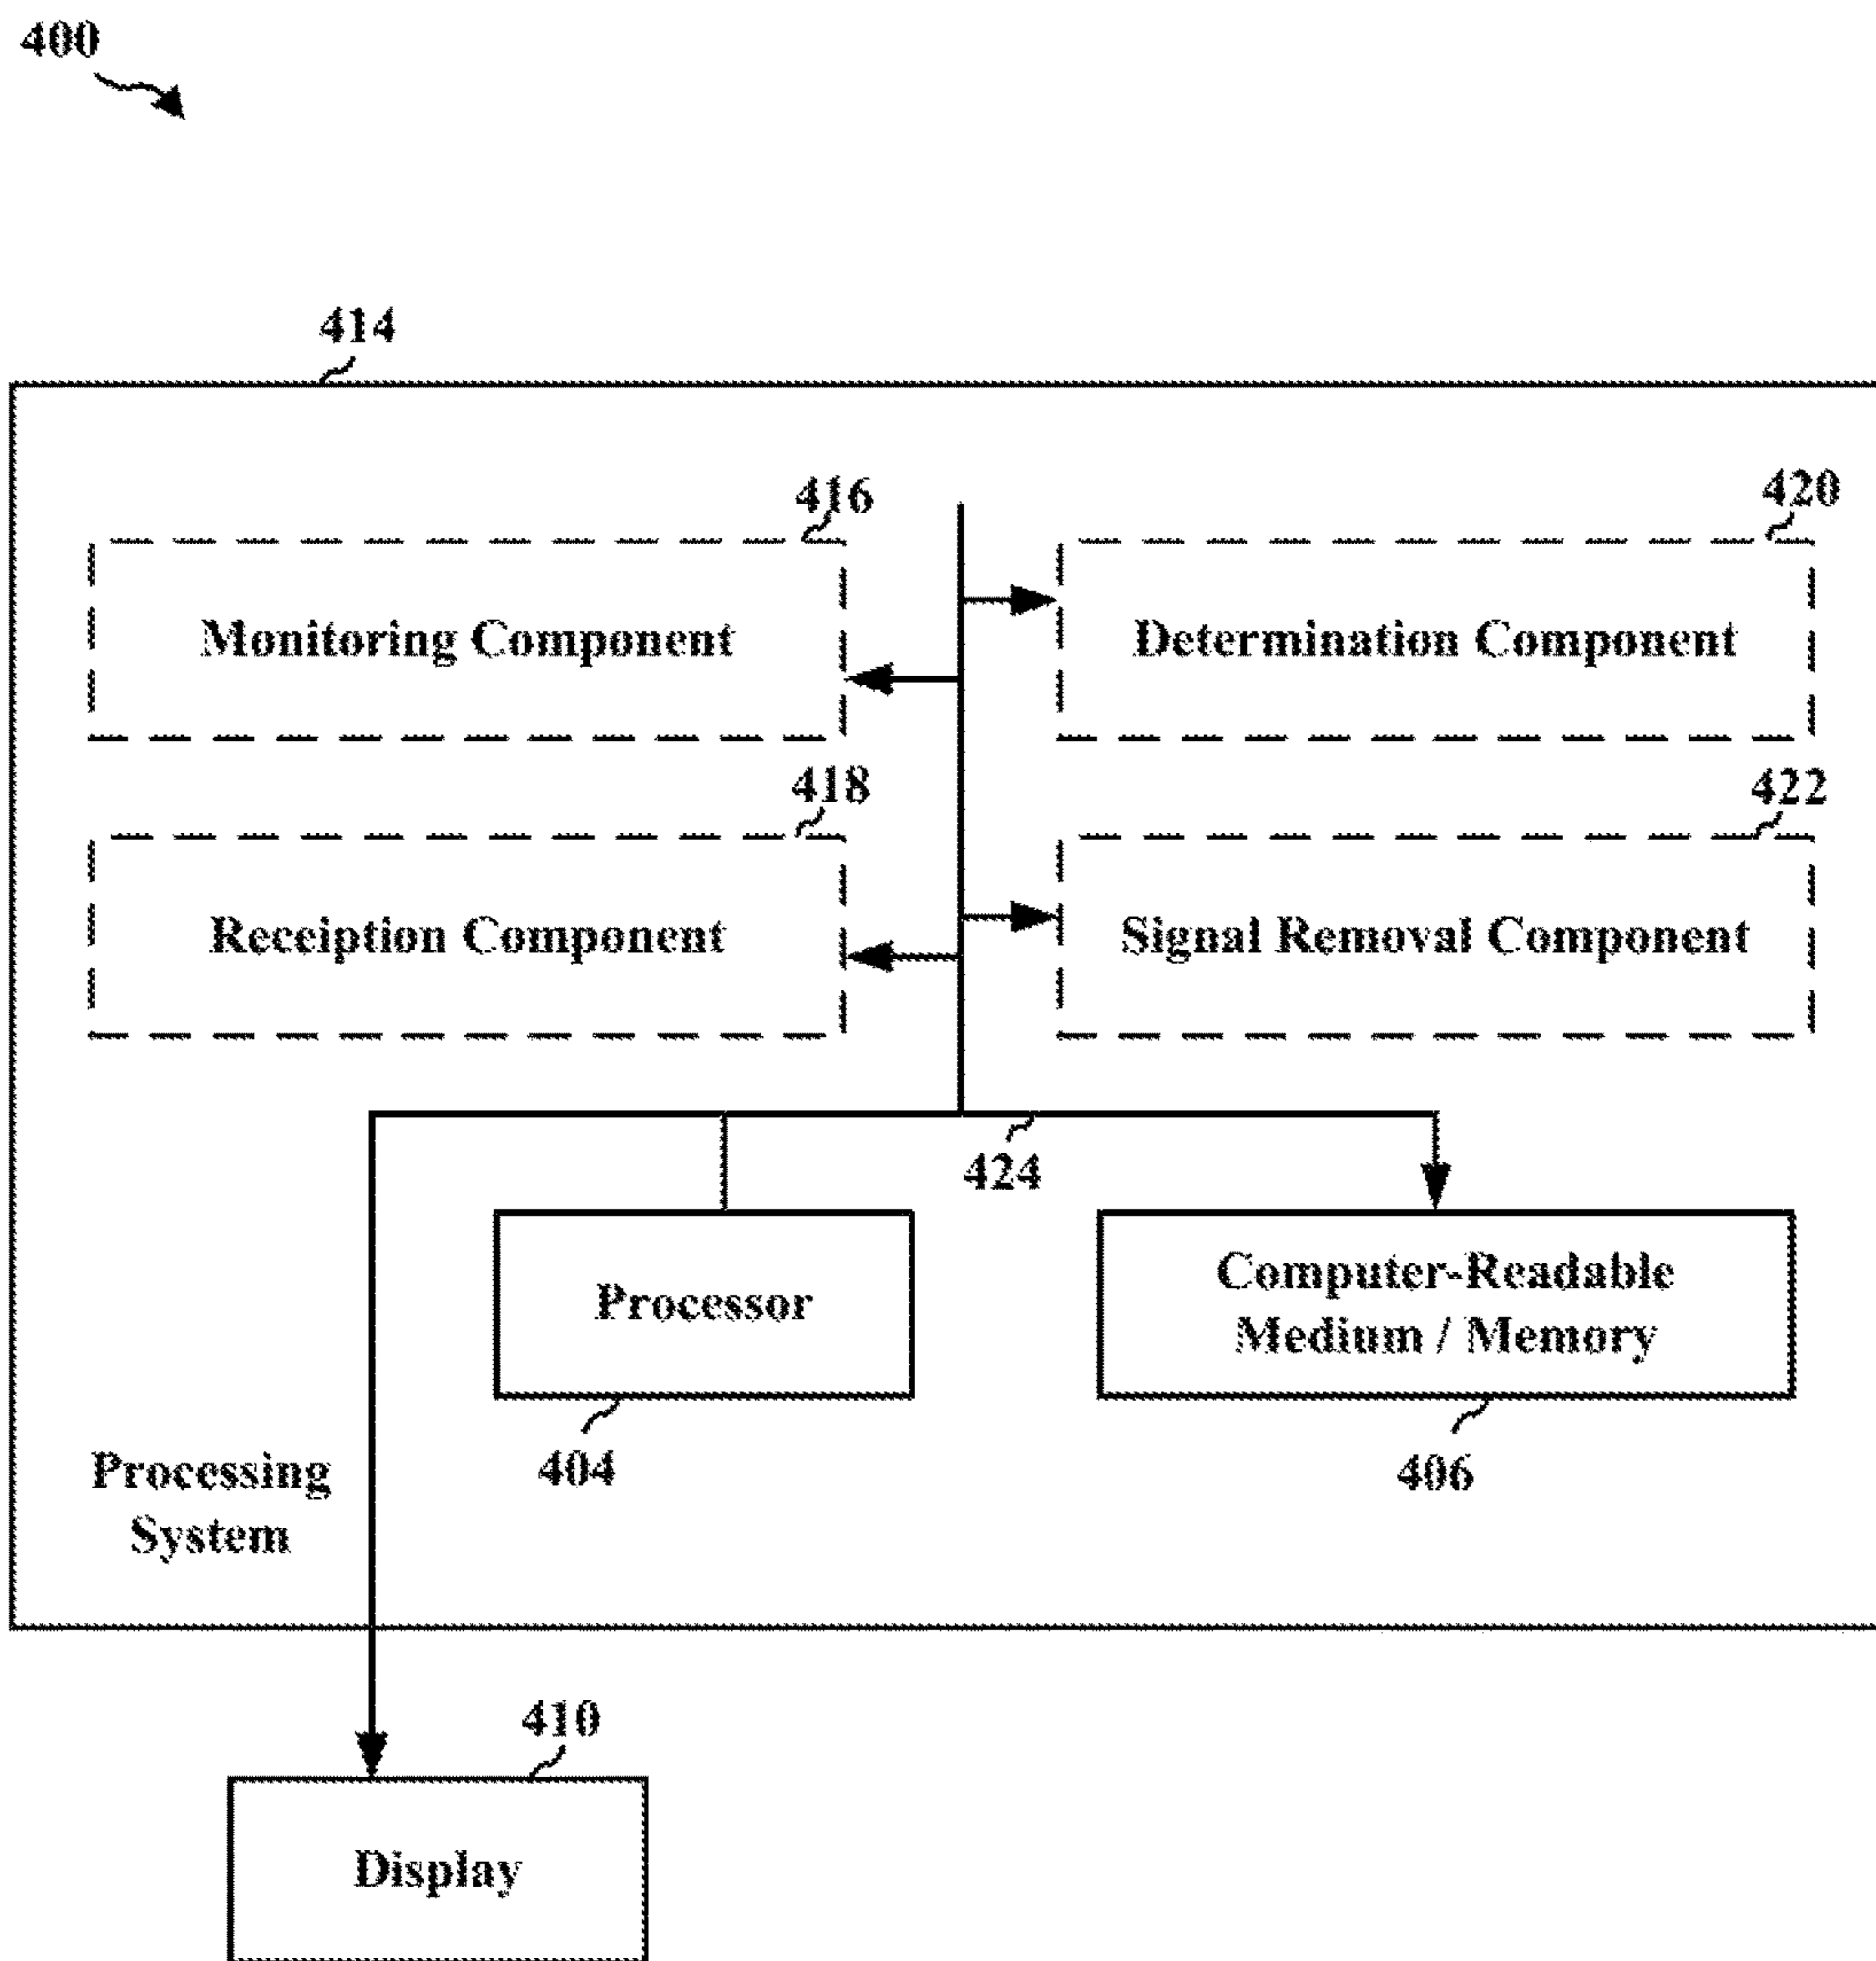 400
414
416
420
Monitoring Component
Determination Component
418
422
Receiption Component
Signal Removal Component
424
Processor
Computer-Readable
Medium / Memory
404
406
Processing
System
410
Display